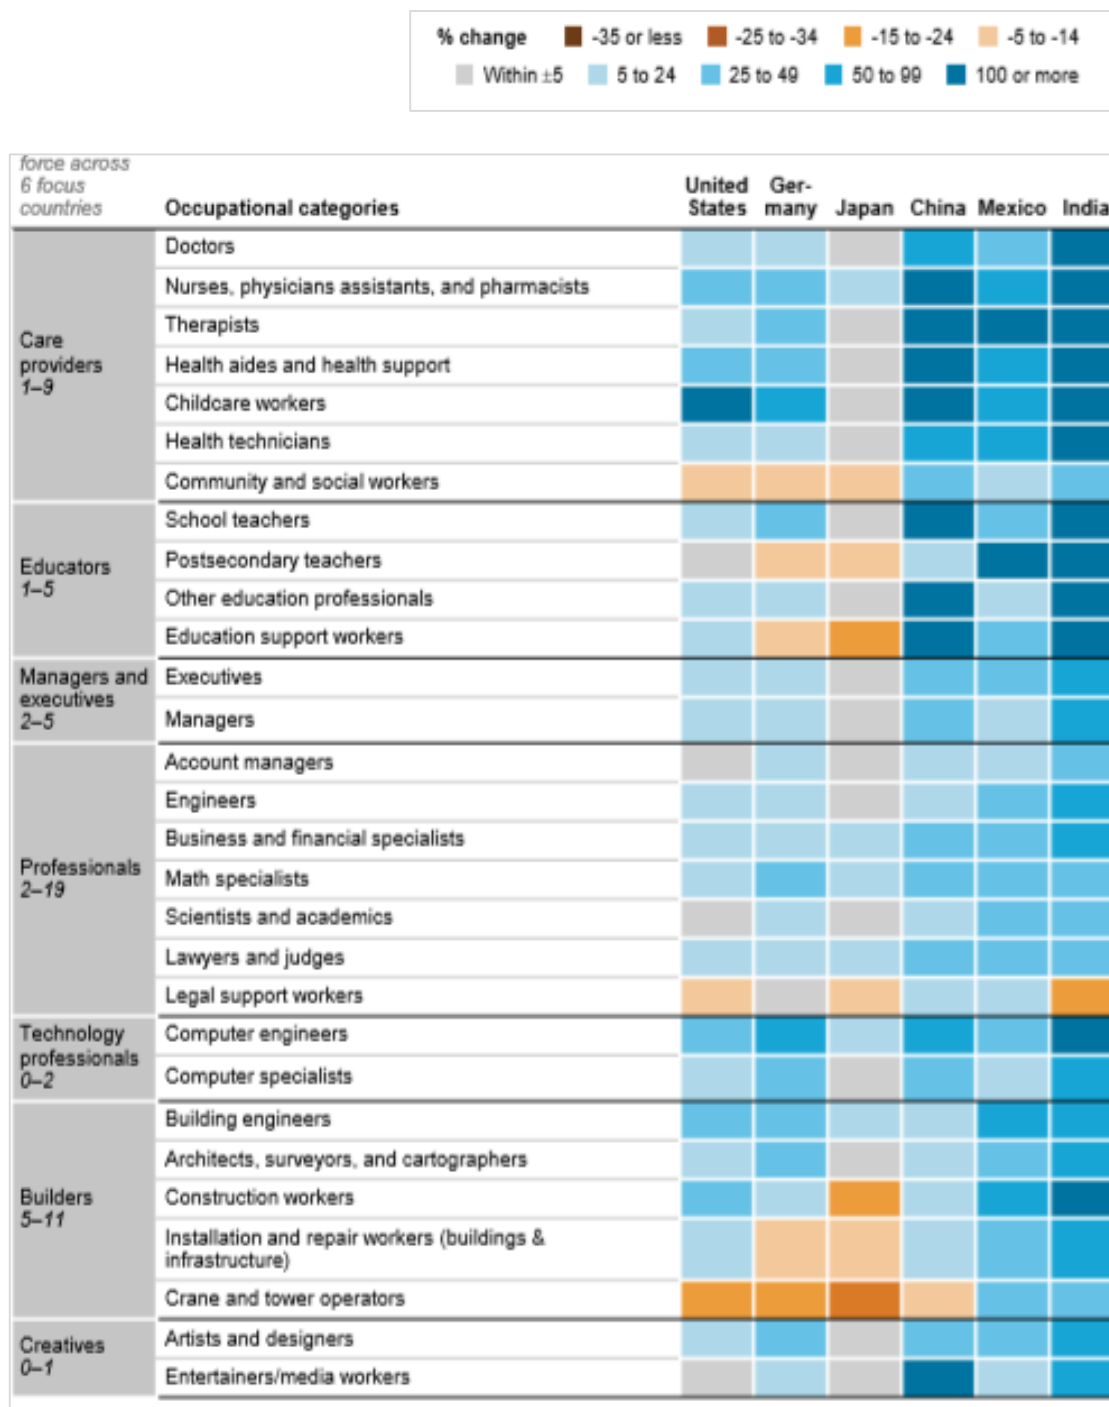 % change -35 or less -25 to -34 -15 to -24 -5 to -14
Within ±5 5 to 24 25 to 49 50 to 99 100 or more
force across
6 focus
countries
Occupational categories
United States
Ger-many
Japan
China
Mexico
India
Care
providers
1–9
Doctors
Nurses, physicians assistants, and pharmacists
Therapists
Health aides and health support
Childcare workers
Health technicians
Community and social workers
Educators
1–5
School teachers
Postsecondary teachers
Other education professionals
Education support workers
Managers and
executives
2–5
Executives
Managers
Professionals
2–19
Account managers
Engineers
Business and financial specialists
Math specialists
Scientists and academics
Lawyers and judges
Legal support workers
Technology
professionals
0–2
Computer engineers
Computer specialists
Builders
5–11
Building engineers
Architects, surveyors, and cartographers
Construction workers
Installation and repair workers (buildings &
infrastructure)
Crane and tower operators
Creatives
0–1
Artists and designers
Entertainers/media workers